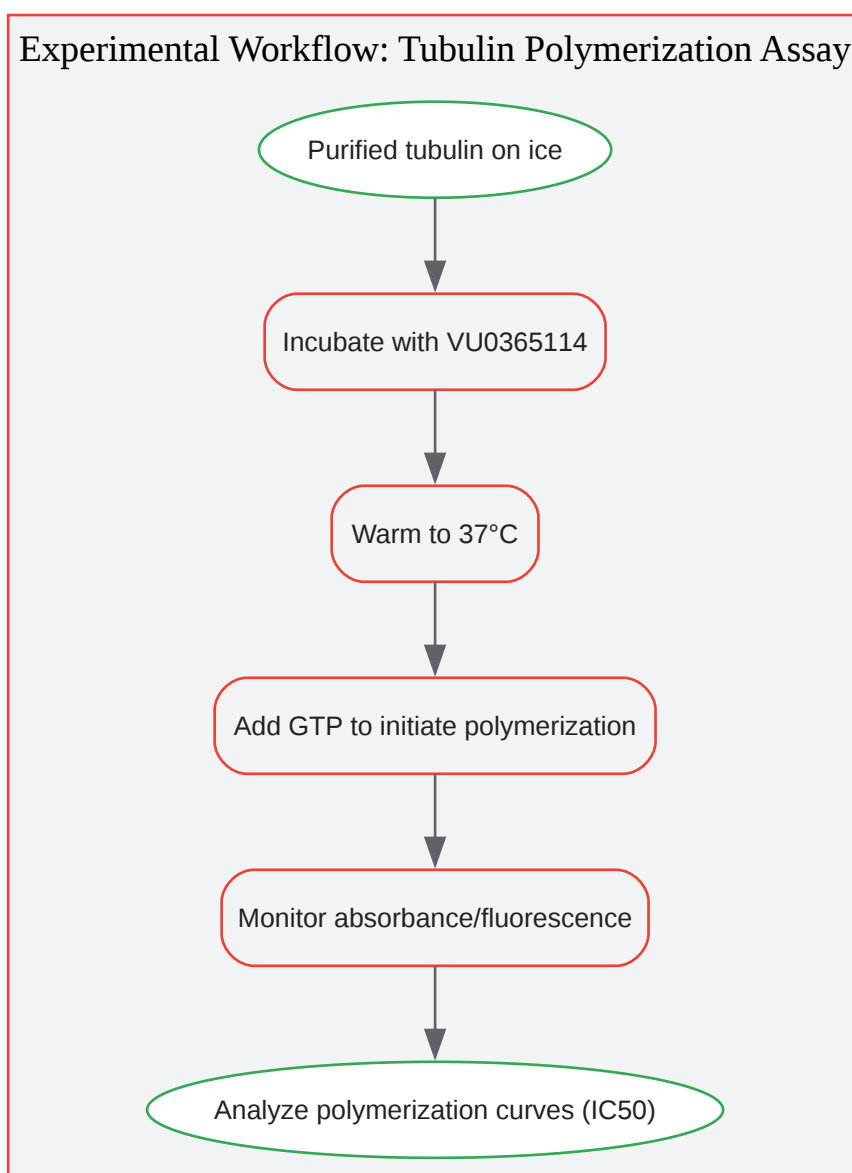 Experimental Workflow: Tubulin Polymerization Assay
Purified tubulin on ice
Incubate with VU0365114
Warm to 37°C
Add GTP to initiate polymerization
Monitor absorbance/fluorescence
Analyze polymerization curves (IC50)